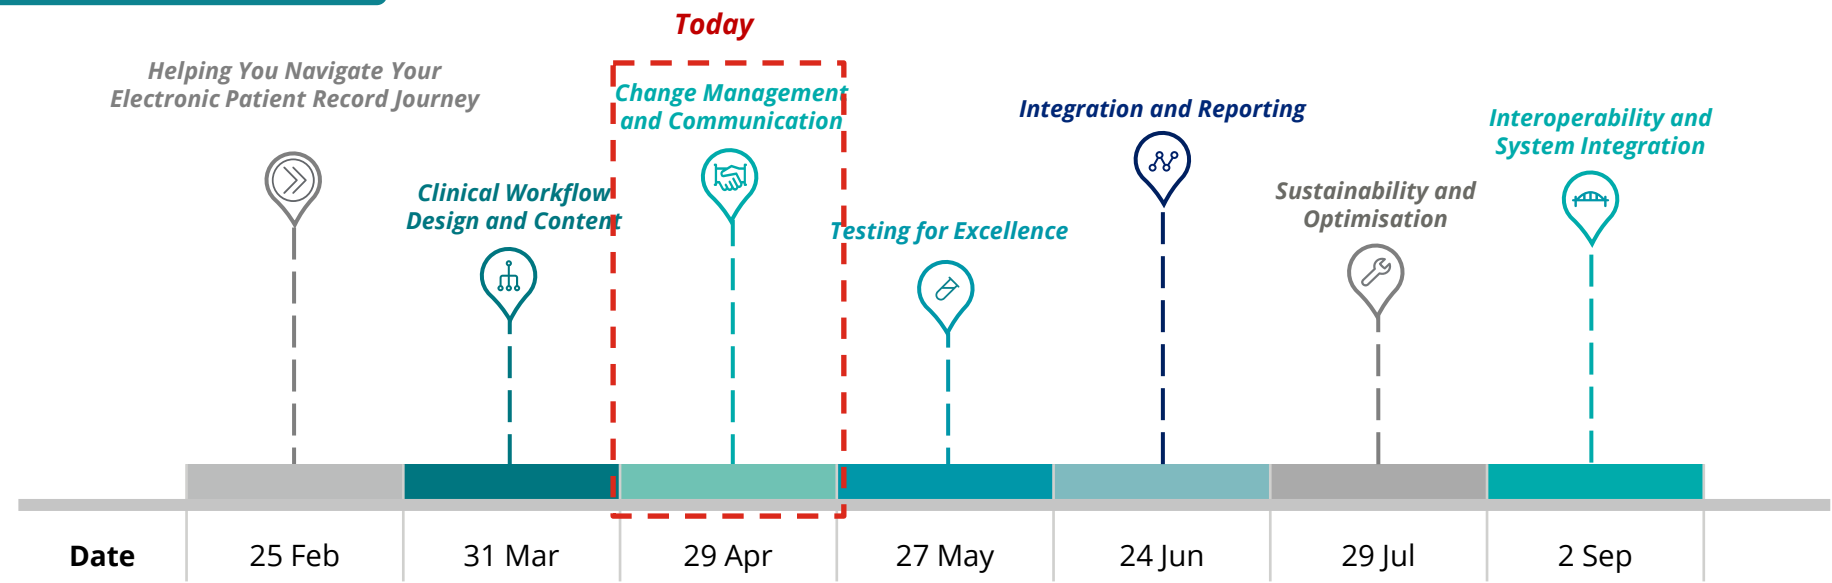 Today
Helping You Navigate Your
Electronic Patient Record Journey
Clinical Workflow
Design and Content
Change Management
and Communication
Testing for Excellence
Integration and Reporting
Sustainability and
Optimisation
Interoperability and
System Integration
Date
25 Feb
31 Mar
29 Apr
27 May
24 Jun
29 Jul
2 Sep